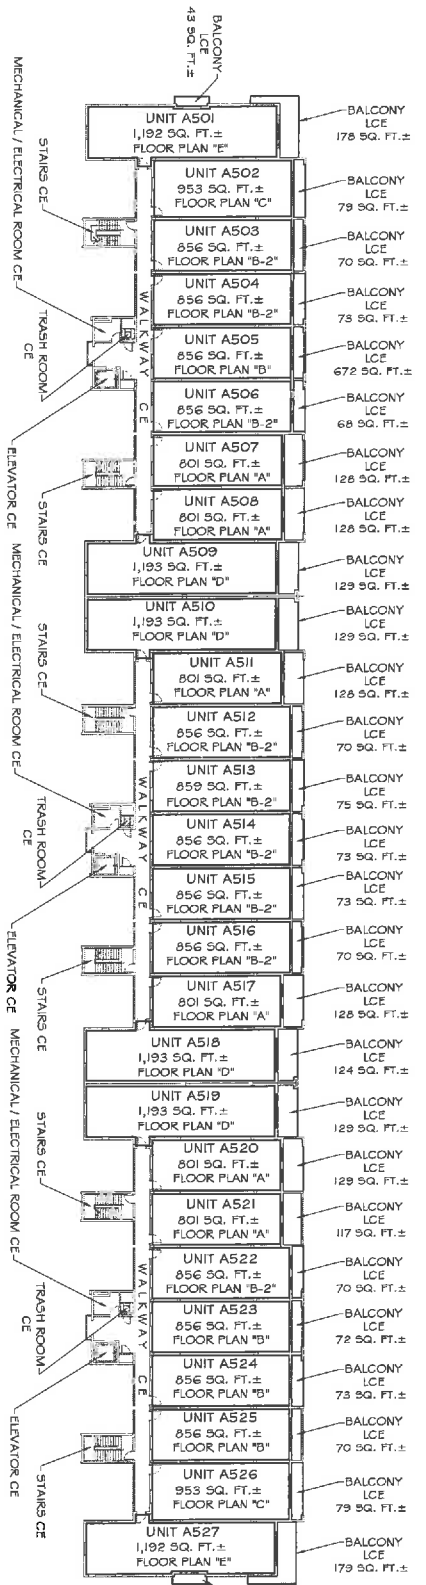 BALCONY
LCE
43 SQ. FT.±
UNIT A501
1,192 SQ. FT.±
FLOOR PLAN "E"
BALCONY
LCE
178 SQ. FT.±
MECHANICAL / ELECTRICAL ROOM CE
STAIRS CE
UNIT A502
953 SQ. FT.±
FLOOR PLAN "C"
BALCONY
LCE
79 SQ. FT.±
UNIT A503
856 SQ. FT.±
FLOOR PLAN "B-2"
BALCONY
LCE
70 SQ. FT.±
UNIT A504
856 SQ. FT.±
FLOOR PLAN "B-2"
BALCONY
LCE
73 SQ. FT.±
WALKWAY CE
TRASH ROOM
CE
UNIT A505
856 SQ. FT.±
FLOOR PLAN "B"
BALCONY
LCE
672 SQ. FT.±
UNIT A506
856 SQ. FT.±
FLOOR PLAN "B-2"
BALCONY
LCE
68 SQ. FT.±
ELEVATOR CE
STAIRS CE
UNIT A507
801 SQ. FT.±
FLOOR PLAN "A"
BALCONY
LCE
128 SQ. FT.±
UNIT A508
801 SQ. FT.±
FLOOR PLAN "A"
BALCONY
LCE
128 SQ. FT.±
UNIT A509
1,193 SQ. FT.±
FLOOR PLAN "D"
BALCONY
LCE
129 SQ. FT.±
MECHANICAL / ELECTRICAL ROOM CE
STAIRS CE
UNIT A510
1,193 SQ. FT.±
FLOOR PLAN "D"
BALCONY
LCE
129 SQ. FT.±
UNIT A511
801 SQ. FT.±
FLOOR PLAN "A"
BALCONY
LCE
128 SQ. FT.±
UNIT A512
856 SQ. FT.±
FLOOR PLAN "B-2"
BALCONY
LCE
70 SQ. FT.±
UNIT A513
859 SQ. FT.±
FLOOR PLAN "B-2"
BALCONY
LCE
75 SQ. FT.±
WALKWAY CE
TRASH ROOM
CE
UNIT A514
856 SQ. FT.±
FLOOR PLAN "B-2"
BALCONY
LCE
73 SQ. FT.±
UNIT A515
856 SQ. FT.±
FLOOR PLAN "B-2"
BALCONY
LCE
73 SQ. FT.±
ELEVATOR CE
STAIRS CE
UNIT A516
856 SQ. FT.±
FLOOR PLAN "B-2"
BALCONY
LCE
70 SQ. FT.±
UNIT A517
801 SQ. FT.±
FLOOR PLAN "A"
BALCONY
LCE
128 SQ. FT.±
UNIT A518
1,193 SQ. FT.±
FLOOR PLAN "D"
BALCONY
LCE
124 SQ. FT.±
MECHANICAL / ELECTRICAL ROOM CE
STAIRS CE
UNIT A519
1,193 SQ. FT.±
FLOOR PLAN "D"
BALCONY
LCE
129 SQ. FT.±
UNIT A520
801 SQ. FT.±
FLOOR PLAN "A"
BALCONY
LCE
129 SQ. FT.±
UNIT A521
801 SQ. FT.±
FLOOR PLAN "A"
BALCONY
LCE
117 SQ. FT.±
UNIT A522
856 SQ. FT.±
FLOOR PLAN "B-2"
BALCONY
LCE
70 SQ. FT.±
WALKWAY CE
TRASH ROOM
CE
UNIT A523
856 SQ. FT.±
FLOOR PLAN "B"
BALCONY
LCE
72 SQ. FT.±
UNIT A524
856 SQ. FT.±
FLOOR PLAN "B"
BALCONY
LCE
73 SQ. FT.±
ELEVATOR CE
STAIRS CE
UNIT A525
856 SQ. FT.±
FLOOR PLAN "B"
BALCONY
LCE
70 SQ. FT.±
UNIT A526
953 SQ. FT.±
FLOOR PLAN "C"
BALCONY
LCE
79 SQ. FT.±
UNIT A527
1,192 SQ. FT.±
FLOOR PLAN "E"
BALCONY
LCE
179 SQ. FT.±